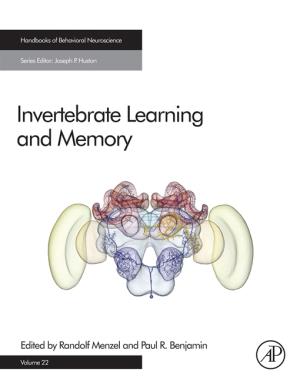 Handbooks of Behavioral Neuroscience
Series Editor: Joseph P. Huston
Invertebrate Learning
and Memory
Edited by Randolf Menzel and Paul R. Benjamin
Volume 22
AP